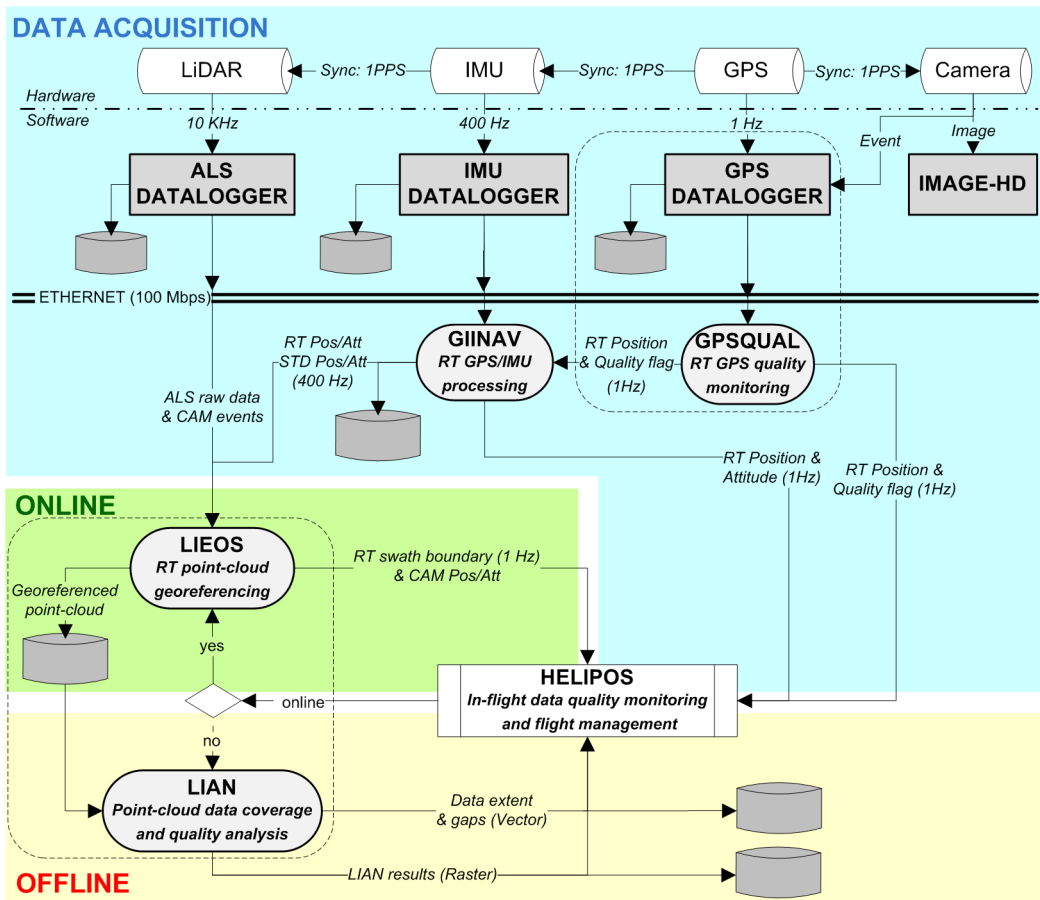 DATA ACQUISITION
LiDAR
Sync: 1PPS
IMU
Sync: 1PPS
GPS
Sync: 1PPS
Camera
Hardware
Software
10 KHz
400 Hz
1 Hz
Event
Image
ALS
DATALOGGER
IMU
DATALOGGER
GPS
DATALOGGER
IMAGE-HD
ETHERNET (100 Mbps)
RT Pos/Att
STD Pos/Att
(400 Hz)
GIINAV
RT GPS/IMU
processing
RT Position
& Quality flag
(1Hz)
GPSQUAL
RT GPS quality
monitoring
ALS raw data
& CAM events
RT Position &
Attitude (1Hz)
RT Position &
Quality flag (1Hz)
ONLINE
LIEOS
RT point-cloud
georeferencing
RT swath boundary (1 Hz)
& CAM Pos/Att
Georeferenced
point-cloud
yes
HELIPOS
In-flight data quality monitoring
and flight management
online
no
LIAN
Point-cloud data coverage
and quality analysis
Data extent
& gaps (Vector)
LIAN results (Raster)
OFFLINE